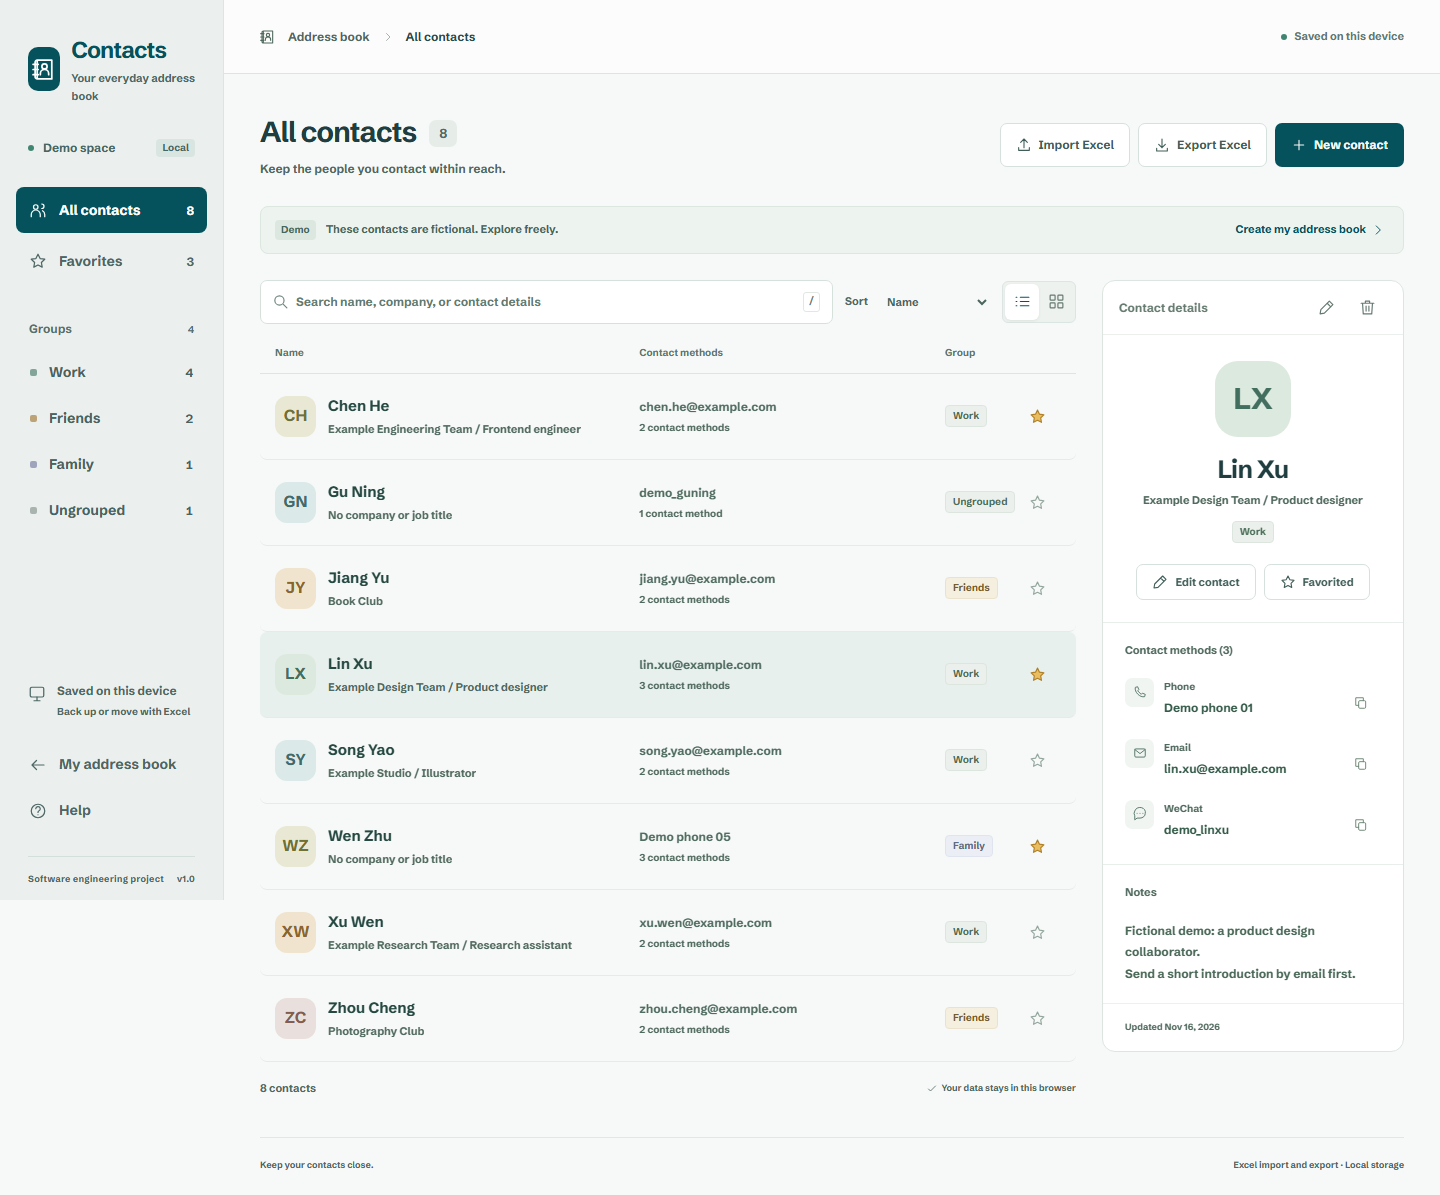 Contacts
Your everyday address
book
Demo space
Local
All contacts 8
Favorites 3
Groups 4
Work 4
Friends 2
Family 1
Ungrouped 1
Saved on this device
Back up or move with Excel
My address book
Help
Software engineering project v1.0
Address book All contacts
Saved on this device
All contacts 8
Keep the people you contact within reach.
Import Excel
Export Excel
New contact
Demo These contacts are fictional. Explore freely.
Create my address book
Search name, company, or contact details /
Sort Name
Name Contact methods Group
CH Chen He chen.he@example.com Work
Example Engineering Team / Frontend engineer 2 contact methods
GN Gu Ning demo_guning Ungrouped
No company or job title 1 contact method
JY Jiang Yu jiang.yu@example.com Friends
Book Club 2 contact methods
LX Lin Xu lin.xu@example.com Work
Example Design Team / Product designer 3 contact methods
SY Song Yao song.yao@example.com Work
Example Studio / Illustrator 2 contact methods
WZ Wen Zhu Demo phone 05 Family
No company or job title 3 contact methods
XW Xu Wen xu.wen@example.com Work
Example Research Team / Research assistant 2 contact methods
ZC Zhou Cheng zhou.cheng@example.com Friends
Photography Club 2 contact methods
8 contacts
Your data stays in this browser
Contact details
LX
Lin Xu
Example Design Team / Product designer
Work
Edit contact
Favorited
Contact methods (3)
Phone
Demo phone 01
Email
lin.xu@example.com
WeChat
demo_linxu
Notes
Fictional demo: a product design
collaborator.
Send a short introduction by email first.
Updated Nov 16, 2026
Keep your contacts close.
Excel import and export · Local storage